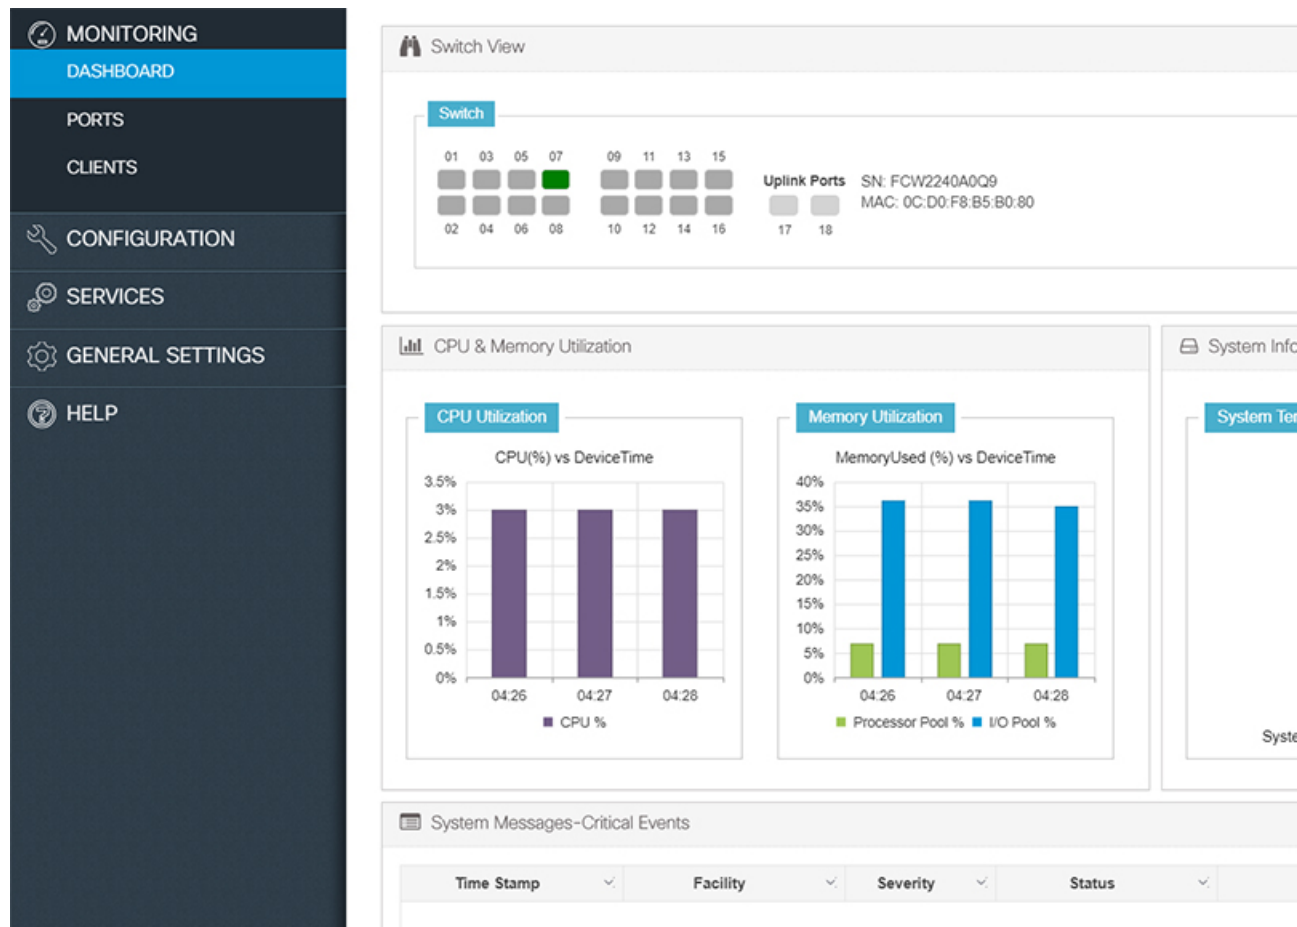 MONITORING
DASHBOARD
PORTS
CLIENTS
CONFIGURATION
SERVICES
GENERAL SETTINGS
HELP
Switch View
Switch
01 03 05 07 09 11 13 15
Uplink Ports SN: FCW2240A0Q9
MAC: 0C:D0:F8:B5:B0:80
02 04 06 08 10 12 14 16 17 18
CPU & Memory Utilization
CPU Utilization
CPU(%) vs DeviceTime
3.5%
3%
2.5%
2%
1.5%
1%
0.5%
0%
04:26 04:27 04:28
CPU %
Memory Utilization
MemoryUsed (%) vs DeviceTime
40%
35%
30%
25%
20%
15%
10%
5%
0%
04:26 04:27 04:28
Processor Pool % I/O Pool %
System Info
System Ter
Syste
System Messages-Critical Events
Time Stamp Facility Severity Status